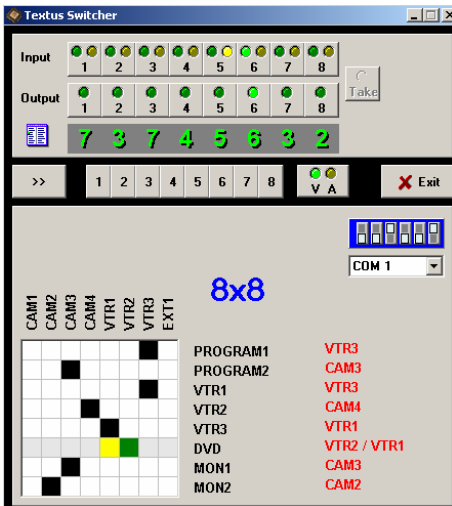 Textus Switcher
Input 1 2 3 4 5 6 7 8
Output 1 2 3 4 5 6 7 8
Take
7 3 7 4 5 6 3 2
>> 1 2 3 4 5 6 7 8 V A Exit
COM 1
8x8
CAM1 CAM2 CAM3 CAM4 VTR1 VTR2 VTR3 EXT1
PROGRAM1 VTR3
PROGRAM2 CAM3
VTR1 VTR3
VTR2 CAM4
VTR3 VTR1
DVD VTR2 / VTR1
MON1 CAM3
MON2 CAM2